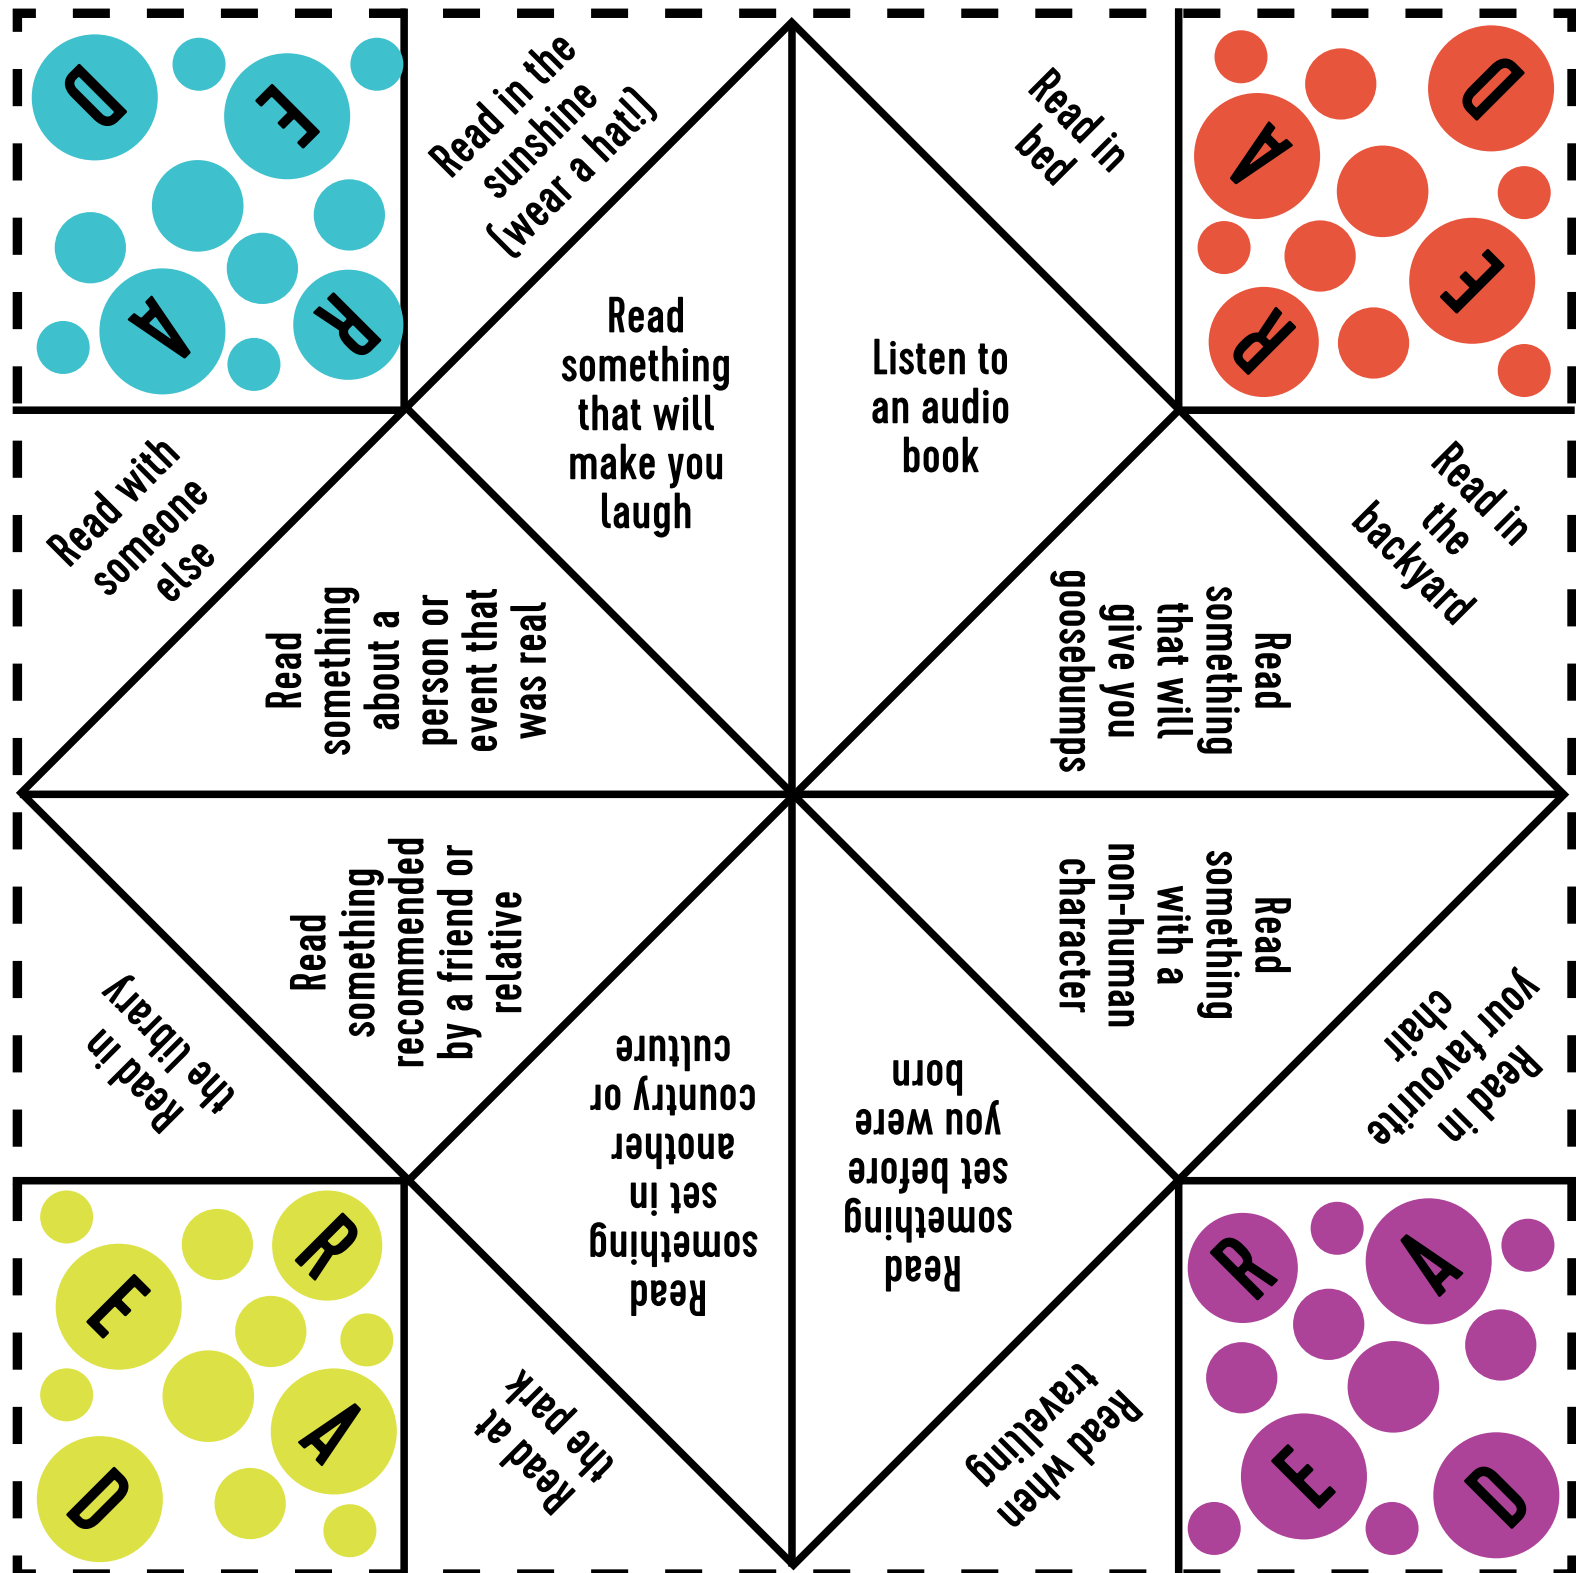 D
E
A
R
Read in the
sunshine
(wear a hat!)
Read in
bed
D
A
E
R
Read
something
that will
make you
laugh
Listen to
an audio
book
Read with
someone
else
Read
something
about a
person or
event that
was real
Read
something
that will
give you
goosebumps
Read in
the
backyard
Read in
the library
Read
something
recommended
by a friend or
relative
Read
something
set in
another
country or
culture
Read
something
set before
you were
born
Read
something
with a
non-human
character
Read in
your favourite
chair
R
E
A
D
Read at
the park
Read when
travelling
R
A
E
D